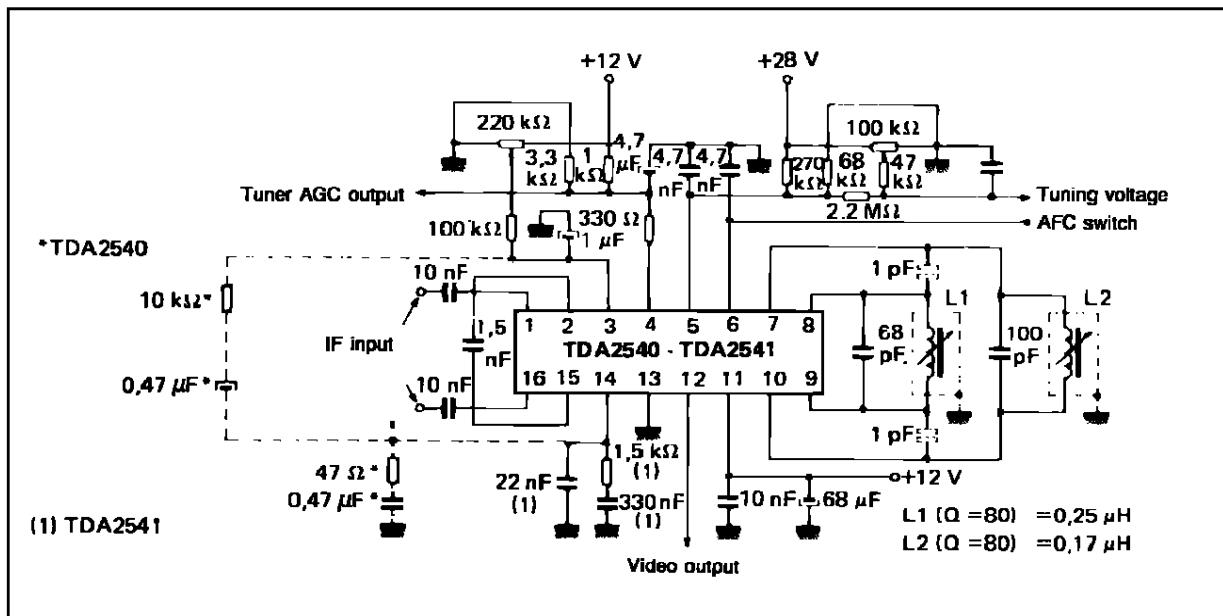 +12 V
+28 V
220 kΩ
3,3 kΩ
1 kΩ
4,7 μF
4,7 nF
4,7 nF
270 kΩ
68 kΩ
100 kΩ
47 kΩ
Tuner AGC output
Tuning voltage
2.2 MΩ
AFC switch
100 kΩ
330 Ω
1 μF
*TDA2540
10 nF
1 pF
L1
L2
10 kΩ*
1 2 3 4 5 6 7 8
IF input
1,5 nF
TDA2540 - TDA2541
68 pF
100 pF
16 15 14 13 12 11 10 9
0,47 μF*
10 nF
1 pF
1,5 kΩ
(1)
47 Ω*
22 nF
(1)
+12 V
0,47 μF*
330 nF
(1)
10 nF
68 μF
(1) TDA2541
L1 (Q =80) =0,25 μH
L2 (Q =80) =0,17 μH
Video output